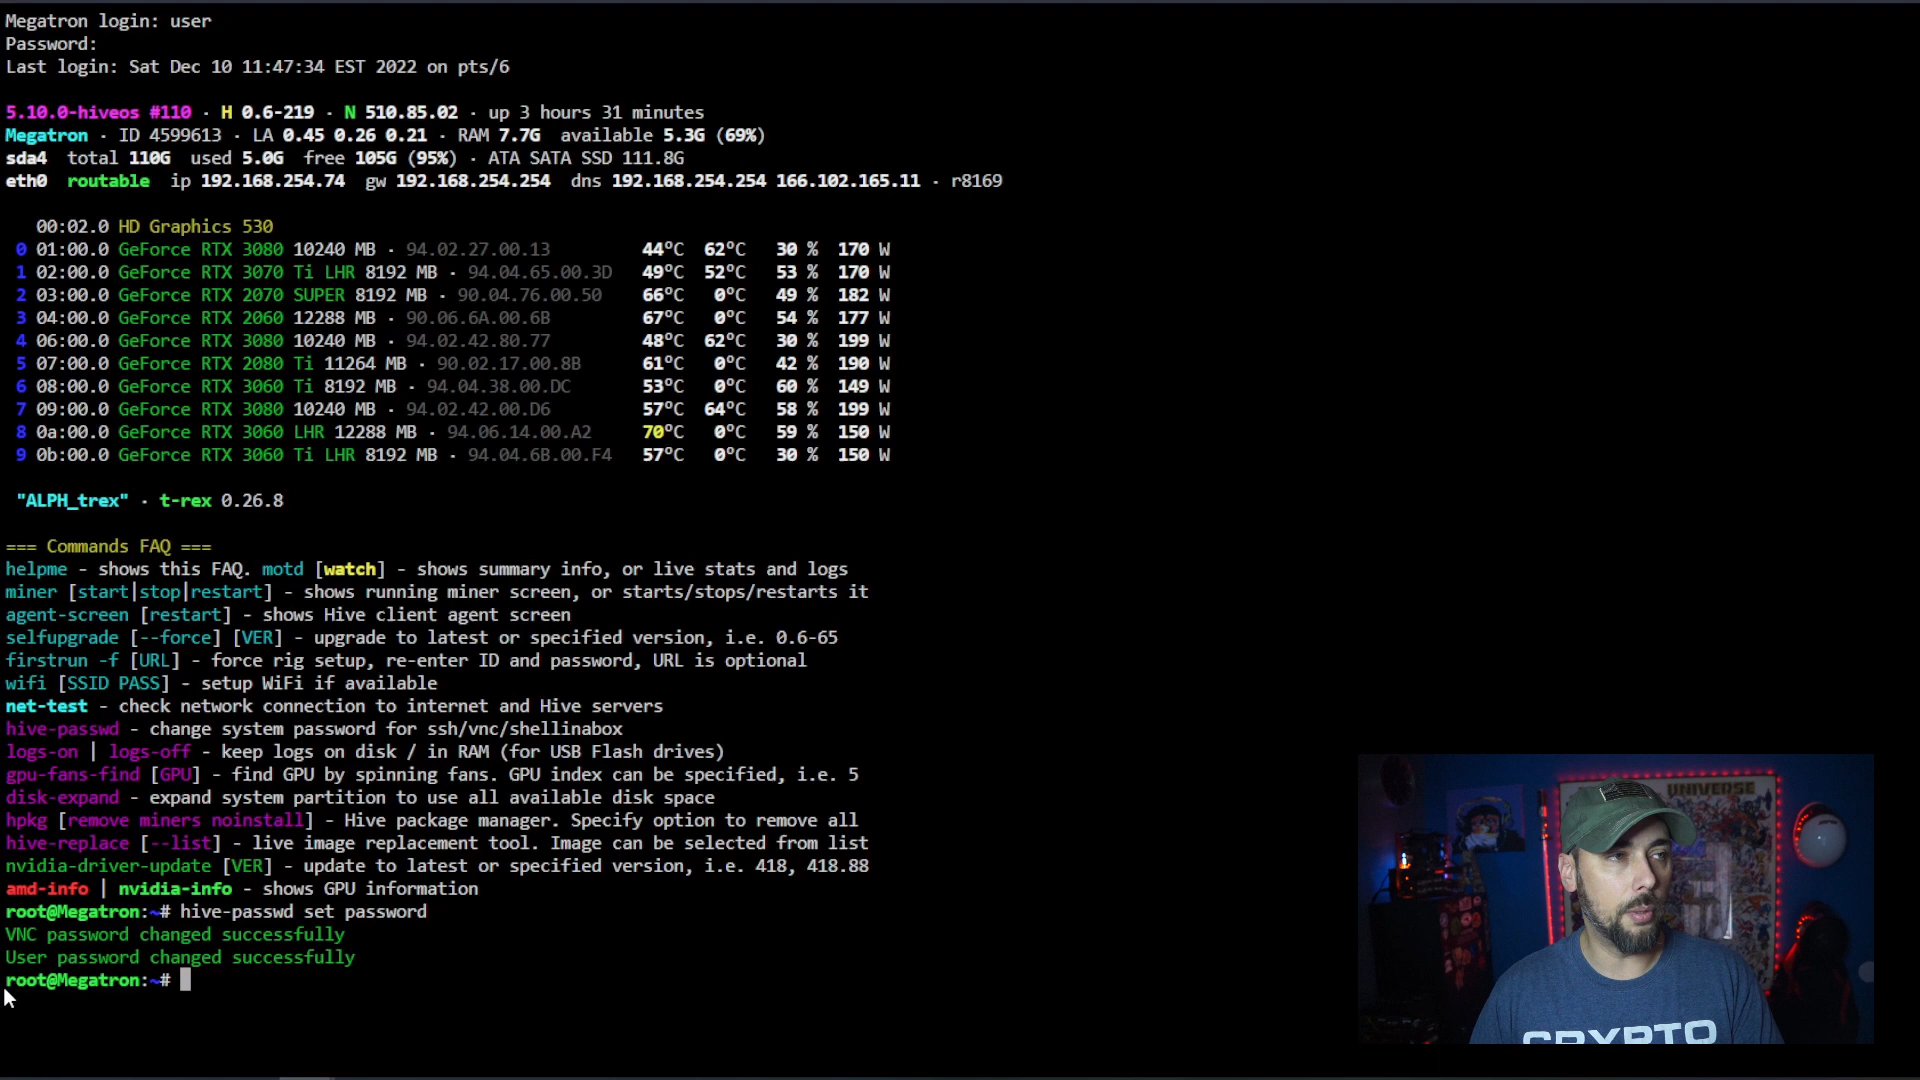 Megatron login: user
Password:
Last login: Sat Dec 10 11:47:34 EST 2022 on pts/6
5.10.0-hiveos #110 · H 0.6-219 · N 510.85.02 · up 3 hours 31 minutes
Megatron · ID 4599613 · LA 0.45 0.26 0.21 · RAM 7.7G available 5.3G (69%)
sda4 total 110G used 5.0G free 105G (95%) · ATA SATA SSD 111.8G
eth0 routable ip 192.168.254.74 gw 192.168.254.254 dns 192.168.254.254 166.102.165.11 · r8169
00:02.0 HD Graphics 530
0 01:00.0 GeForce RTX 3080 10240 MB · 94.02.27.00.13 44°C 62°C 30 % 170 W
1 02:00.0 GeForce RTX 3070 Ti LHR 8192 MB · 94.04.65.00.3D 49°C 52°C 53 % 170 W
2 03:00.0 GeForce RTX 2070 SUPER 8192 MB · 90.04.76.00.50 66°C 0°C 49 % 182 W
3 04:00.0 GeForce RTX 2060 12288 MB · 90.06.6A.00.6B 67°C 0°C 54 % 177 W
4 06:00.0 GeForce RTX 3080 10240 MB · 94.02.42.80.77 48°C 62°C 30 % 199 W
5 07:00.0 GeForce RTX 2080 Ti 11264 MB · 90.02.17.00.8B 61°C 0°C 42 % 190 W
6 08:00.0 GeForce RTX 3060 Ti 8192 MB · 94.04.38.00.DC 53°C 0°C 60 % 149 W
7 09:00.0 GeForce RTX 3080 10240 MB · 94.02.42.00.D6 57°C 64°C 58 % 199 W
8 0a:00.0 GeForce RTX 3060 LHR 12288 MB · 94.06.14.00.A2 70°C 0°C 59 % 150 W
9 0b:00.0 GeForce RTX 3060 Ti LHR 8192 MB · 94.04.6B.00.F4 57°C 0°C 30 % 150 W
"ALPH_trex" · t-rex 0.26.8
=== Commands FAQ ===
helpme - shows this FAQ. motd [watch] - shows summary info, or live stats and logs
miner [start|stop|restart] - shows running miner screen, or starts/stops/restarts it
agent-screen [restart] - shows Hive client agent screen
selfupgrade [--force] [VER] - upgrade to latest or specified version, i.e. 0.6-65
firstrun -f [URL] - force rig setup, re-enter ID and password, URL is optional
wifi [SSID PASS] - setup WiFi if available
net-test - check network connection to internet and Hive servers
hive-passwd - change system password for ssh/vnc/shellinabox
logs-on | logs-off - keep logs on disk / in RAM (for USB Flash drives)
gpu-fans-find [GPU] - find GPU by spinning fans. GPU index can be specified, i.e. 5
disk-expand - expand system partition to use all available disk space
hpkg [remove miners noinstall] - Hive package manager. Specify option to remove all
hive-replace [--list] - live image replacement tool. Image can be selected from list
nvidia-driver-update [VER] - update to latest or specified version, i.e. 418, 418.88
amd-info | nvidia-info - shows GPU information
root@Megatron:~# hive-passwd set password
VNC password changed successfully
User password changed successfully
root@Megatron:~#
UNIVERSE
CRYPTO